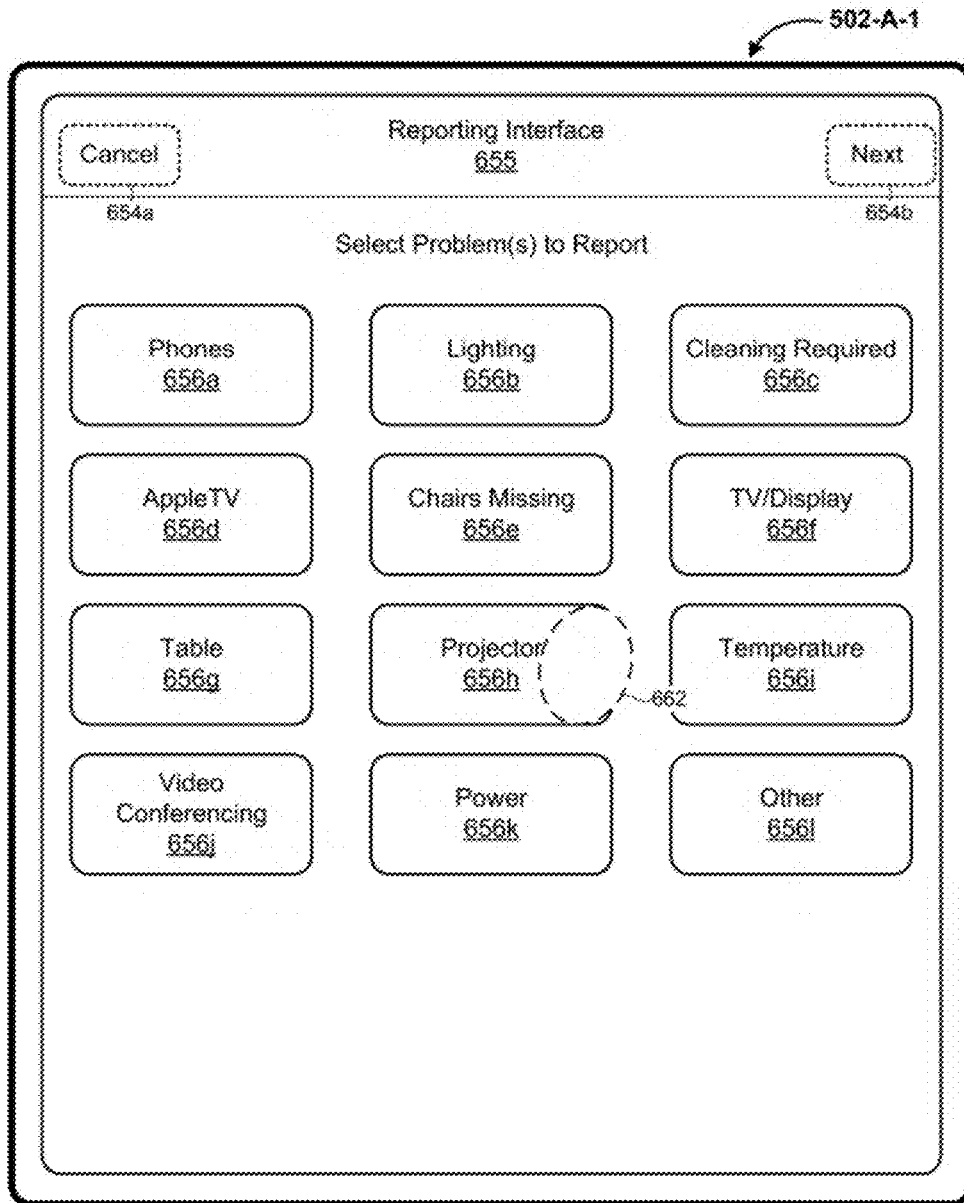 502-A-1
Cancel
Reporting Interface
655
Next
654a
654b
Select Problem(s) to Report
Phones
656a
Lighting
656b
Cleaning Required
656c
AppleTV
656d
Chairs Missing
656e
TV/Display
656f
Table
656g
Projector
656h
662
Temperature
656i
Video
Conferencing
656j
Power
656k
Other
656l